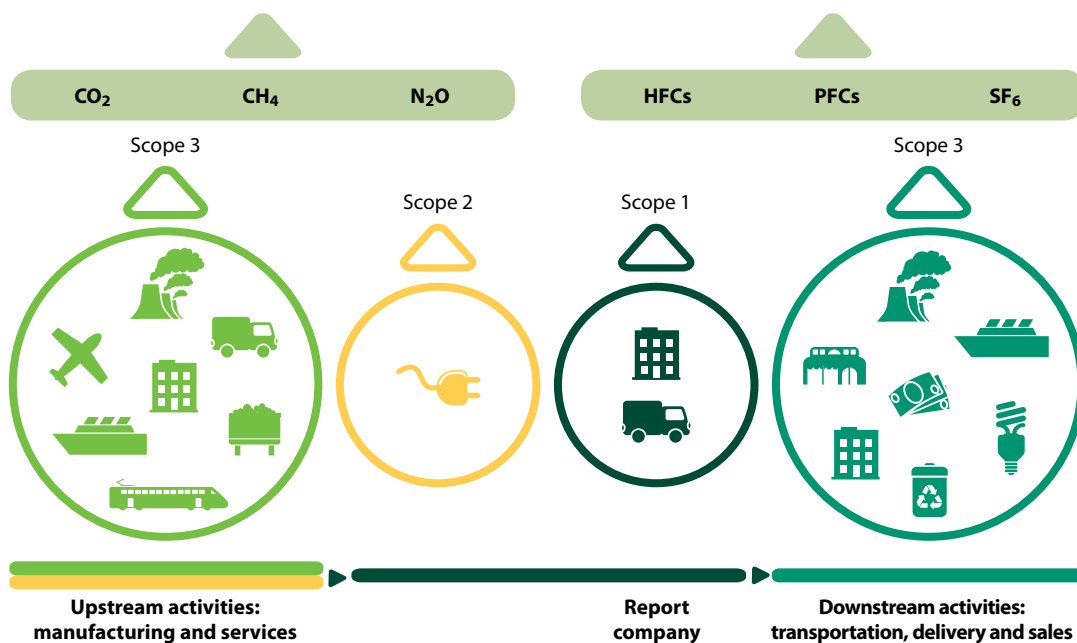 CO₂ CH₄ N₂O HFCs PFCs SF₆
Scope 3
Scope 2
Scope 1
Scope 3
Upstream activities:
manufacturing and services
Report
company
Downstream activities:
transportation, delivery and sales